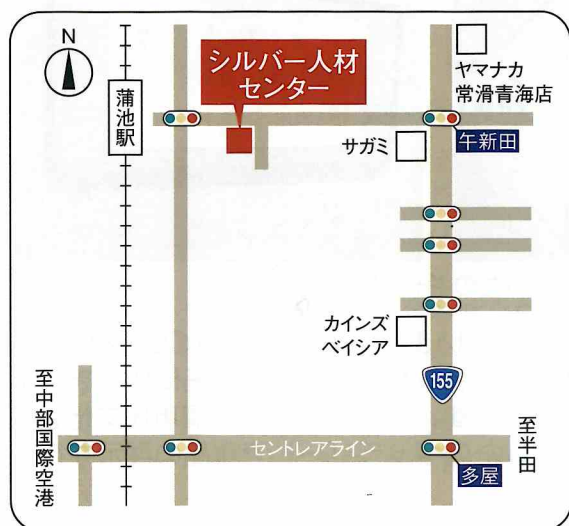 N
シルバー人材
センター
ヤマナカ
常滑青海店
蒲池駅
サガミ
午新田
カインズ
ベイシア
155
至中部国際空港
セントレアライン
至半田
多屋